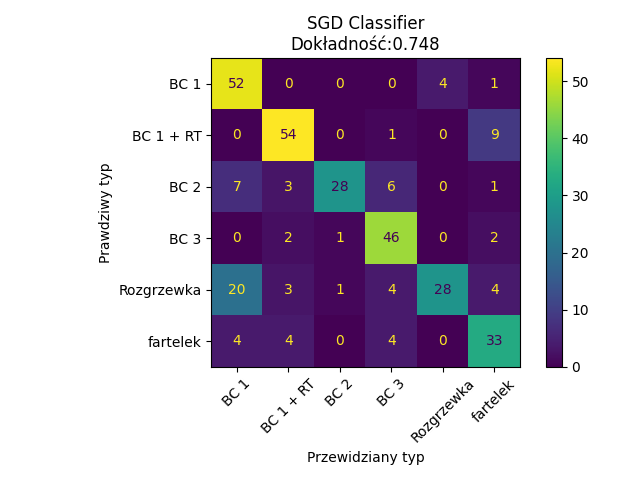 SGD Classifier
Dokładność:0.748
Prawdziwy typ
BC 1 52 0 0 0 4 1
BC 1 + RT 0 54 0 1 0 9
BC 2 7 3 28 6 0 1
BC 3 0 2 1 46 0 2
Rozgrzewka 20 3 1 4 28 4
fartelek 4 4 0 4 0 33
BC 1 BC 1 + RT BC 2 BC 3 Rozgrzewka fartelek
Przewidziany typ
50
40
30
20
10
0